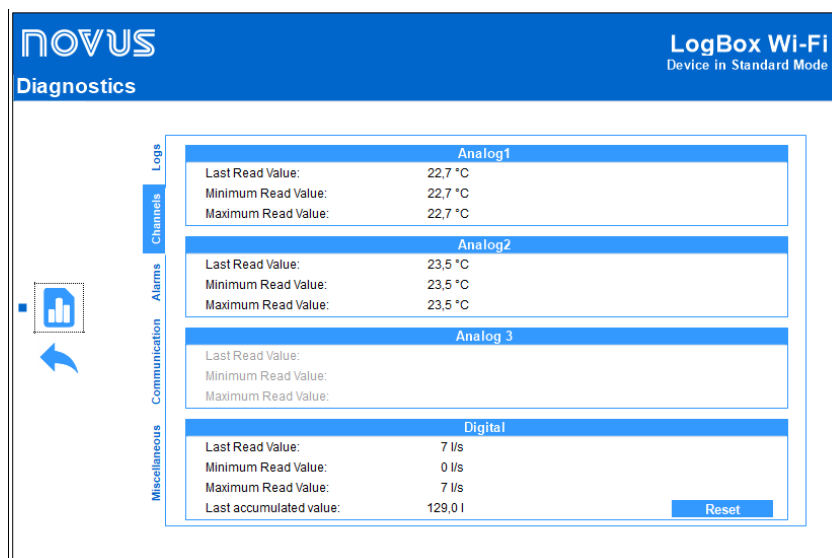 NOVUS
LogBox Wi-Fi
Device in Standard Mode
Diagnostics
Logs
Channels
Alarms
Communication
Miscellaneous
Analog1
Last Read Value: 22,7 °C
Minimum Read Value: 22,7 °C
Maximum Read Value: 22,7 °C
Analog2
Last Read Value: 23,5 °C
Minimum Read Value: 23,5 °C
Maximum Read Value: 23,5 °C
Analog 3
Last Read Value:
Minimum Read Value:
Maximum Read Value:
Digital
Last Read Value: 7 l/s
Minimum Read Value: 0 l/s
Maximum Read Value: 7 l/s
Last accumulated value: 129,0 l
Reset